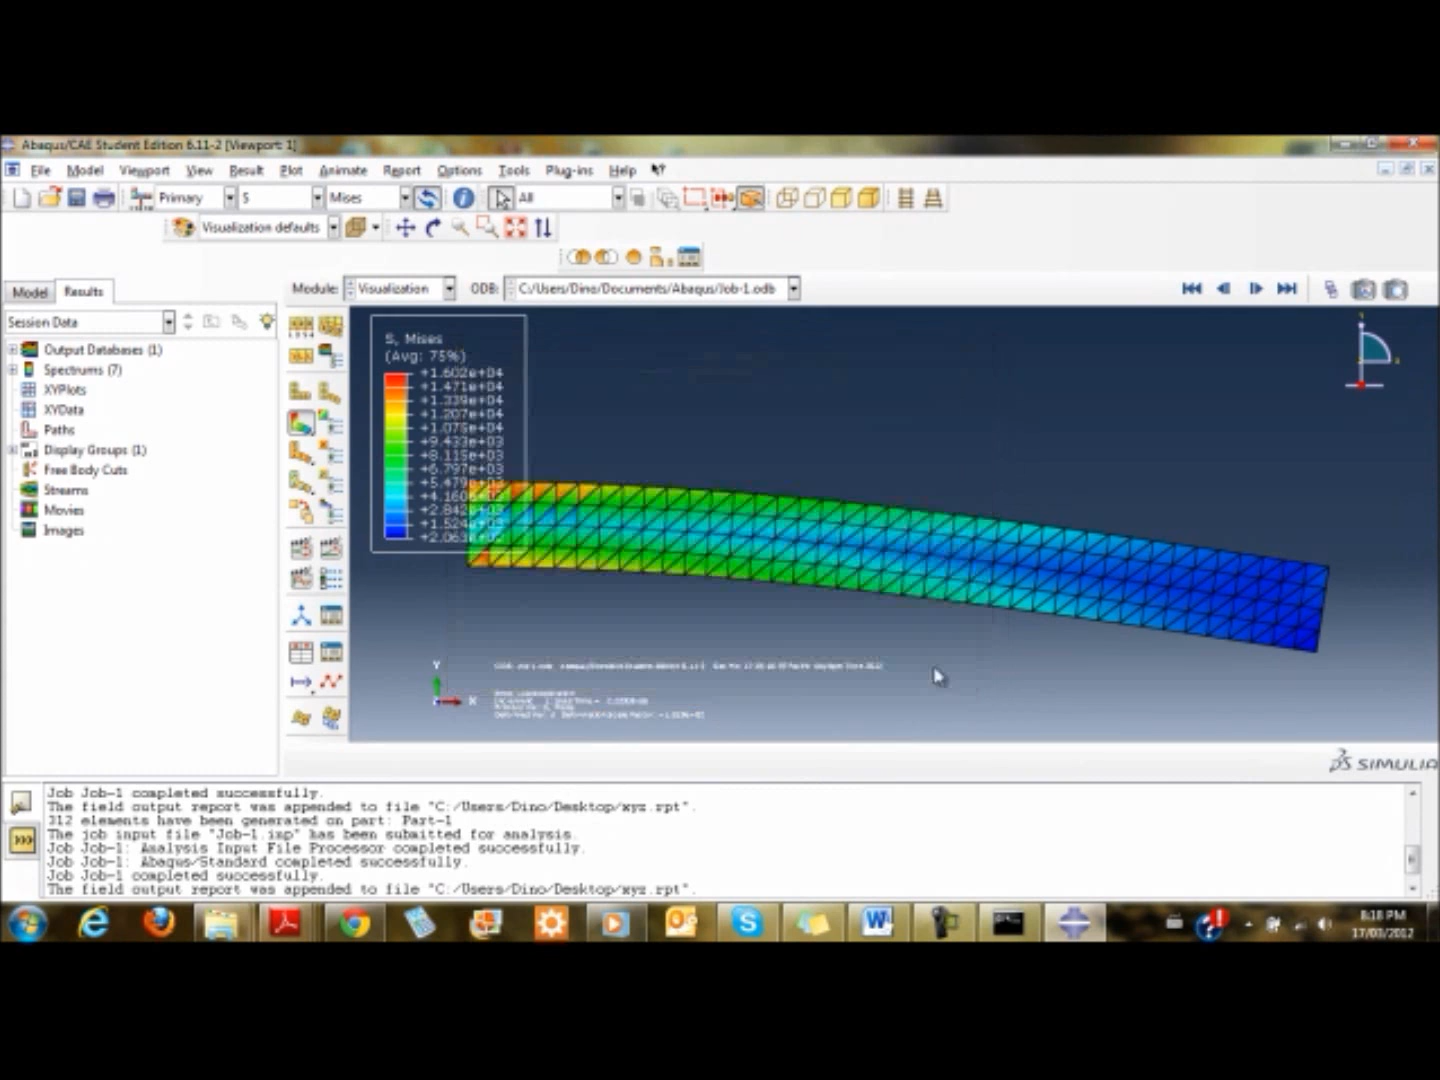 Abaqus/CAE Student Edition 6.11-2 [Viewport: 1]
File Model Viewport View Result Plot Animate Report Options Tools Plug-ins Help
Primary S Mises All
Visualization defaults
Model Results Module: Visualization ODB: C:/Users/Dino/Documents/Abaqus/Job-1.odb
Session Data
Output Databases (1)
Spectrums (7)
XYPlots
XYData
Paths
Display Groups (1)
Free Body Cuts
Streams
Movies
Images
S, Mises
(Avg: 75%)
+1.602e+04
+1.471e+04
+1.339e+04
+1.207e+04
+1.075e+04
+9.433e+03
+8.115e+03
+6.797e+03
+5.479e+03
+4.160e+03
+2.842e+03
+1.524e+03
+2.063e+02
Y
X
SIMULIA
Job Job-1 completed successfully.
The field output report was appended to file "C:/Users/Dino/Desktop/xyz.rpt".
312 elements have been generated on part: Part-1
The job input file "Job-1.inp" has been submitted for analysis.
Job Job-1: Analysis Input File Processor completed successfully.
Job Job-1: Abaqus/Standard completed successfully.
Job Job-1 completed successfully.
The field output report was appended to file "C:/Users/Dino/Desktop/xyz.rpt".
8:18 PM
17/03/2012